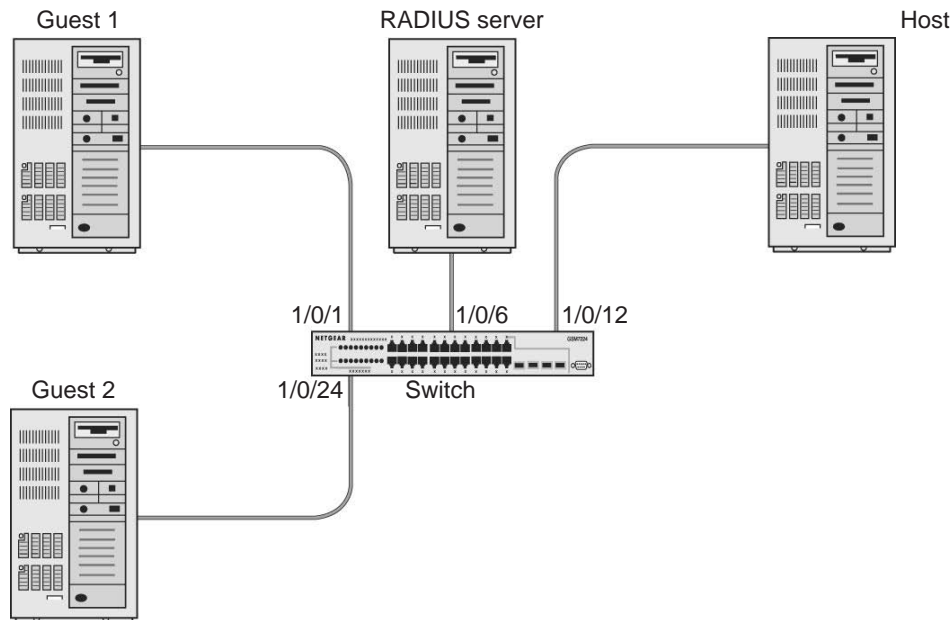 Guest 1
RADIUS server
Host
1/0/1
1/0/6
1/0/12
NETGEAR
GSM7224
1/0/24
Switch
Guest 2